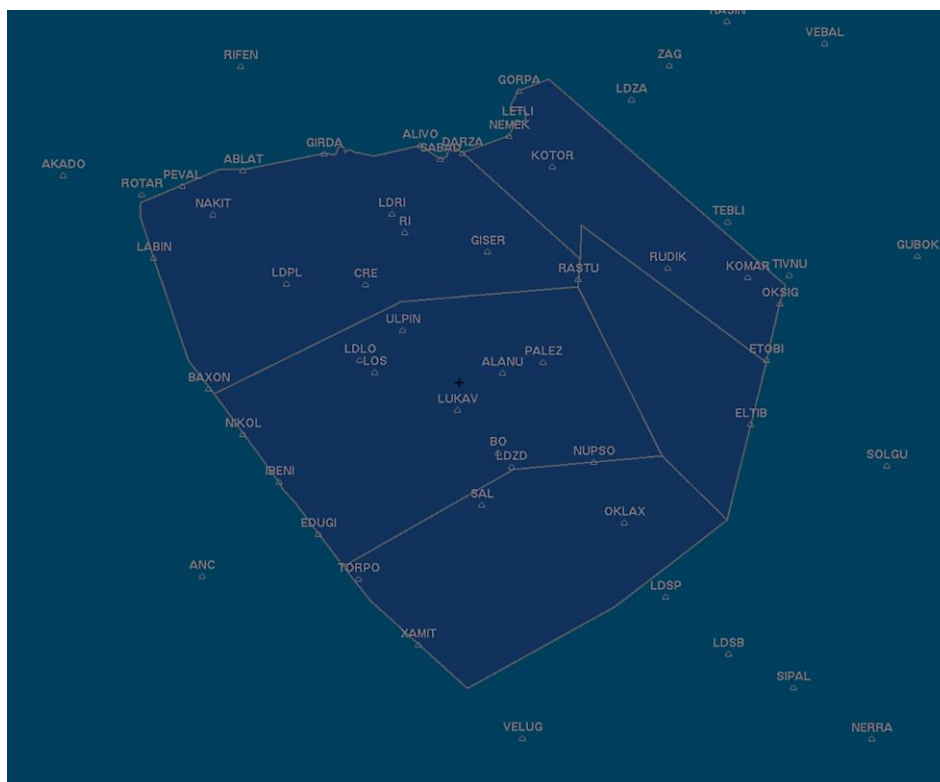 RASIN
VEBAL
RIFEN
ZAG
GORPA
LDZA
LETLI
NEMEK
ALIVO
GIRDA
DARZA
SABAD
KOTOR
ABLAT
AKADO
PEVAL
ROTAR
NAKIT
LDRI
TEBLI
RI
LABIN
GISER
GUBOK
RUDIK
RASTU
KOMAR
TIVNU
LDPL
CRE
OKSIG
ULPIN
LDLO
LOS
ALANU
PALEZ
ETOBI
BAXON
LUKAV
ELTIB
NIKOL
BO
LDZD
NUPSO
SOLGU
IBENI
SAL
OKLAX
EDUGI
ANC
TORPO
LDSP
XAMIT
LDSB
SIPAL
VELUG
NERRA